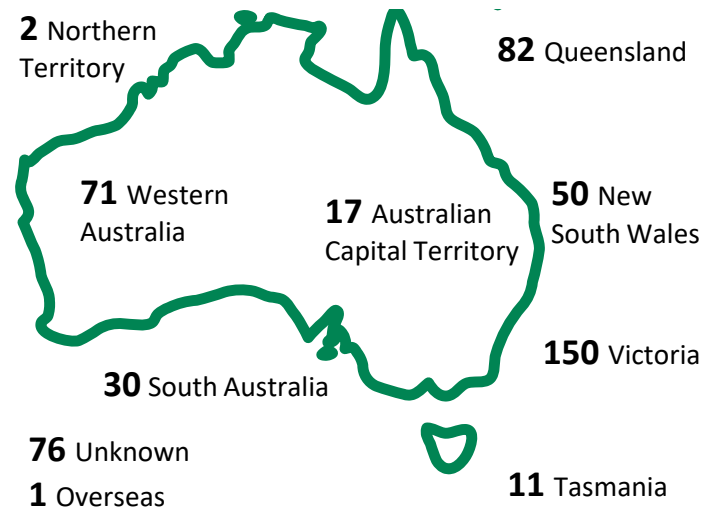 2 Northern
Territory
82 Queensland
71 Western
Australia
17 Australian
Capital Territory
50 New
South Wales
150 Victoria
30 South Australia
76 Unknown
1 Overseas
11 Tasmania